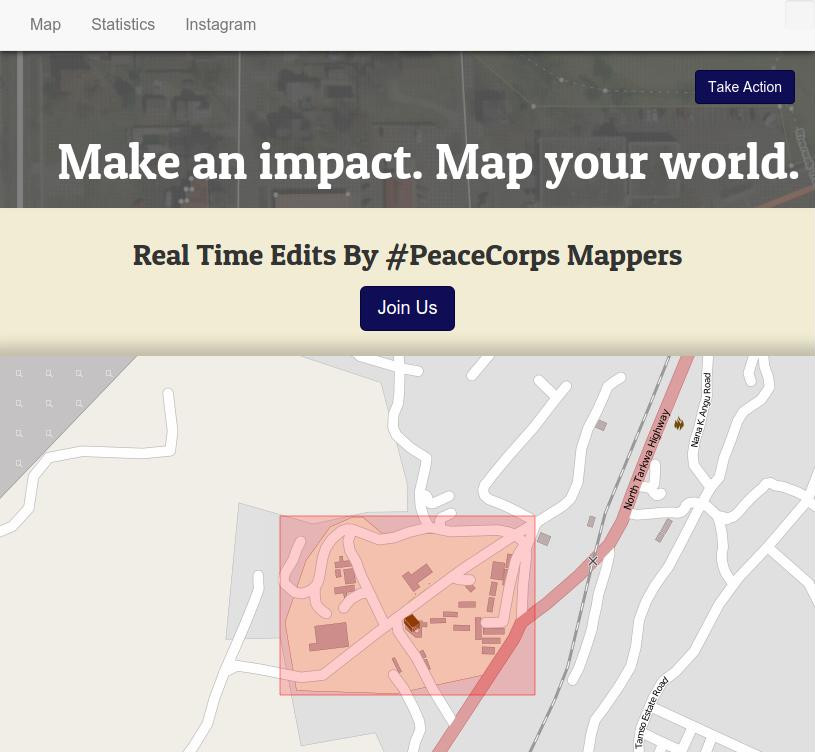 Map Statistics Instagram
Take Action
Make an impact. Map your world.
Real Time Edits By #PeaceCorps Mappers
Join Us
North Tarkwa Highway
Nana K. Angu Road
Tamso Estate Road